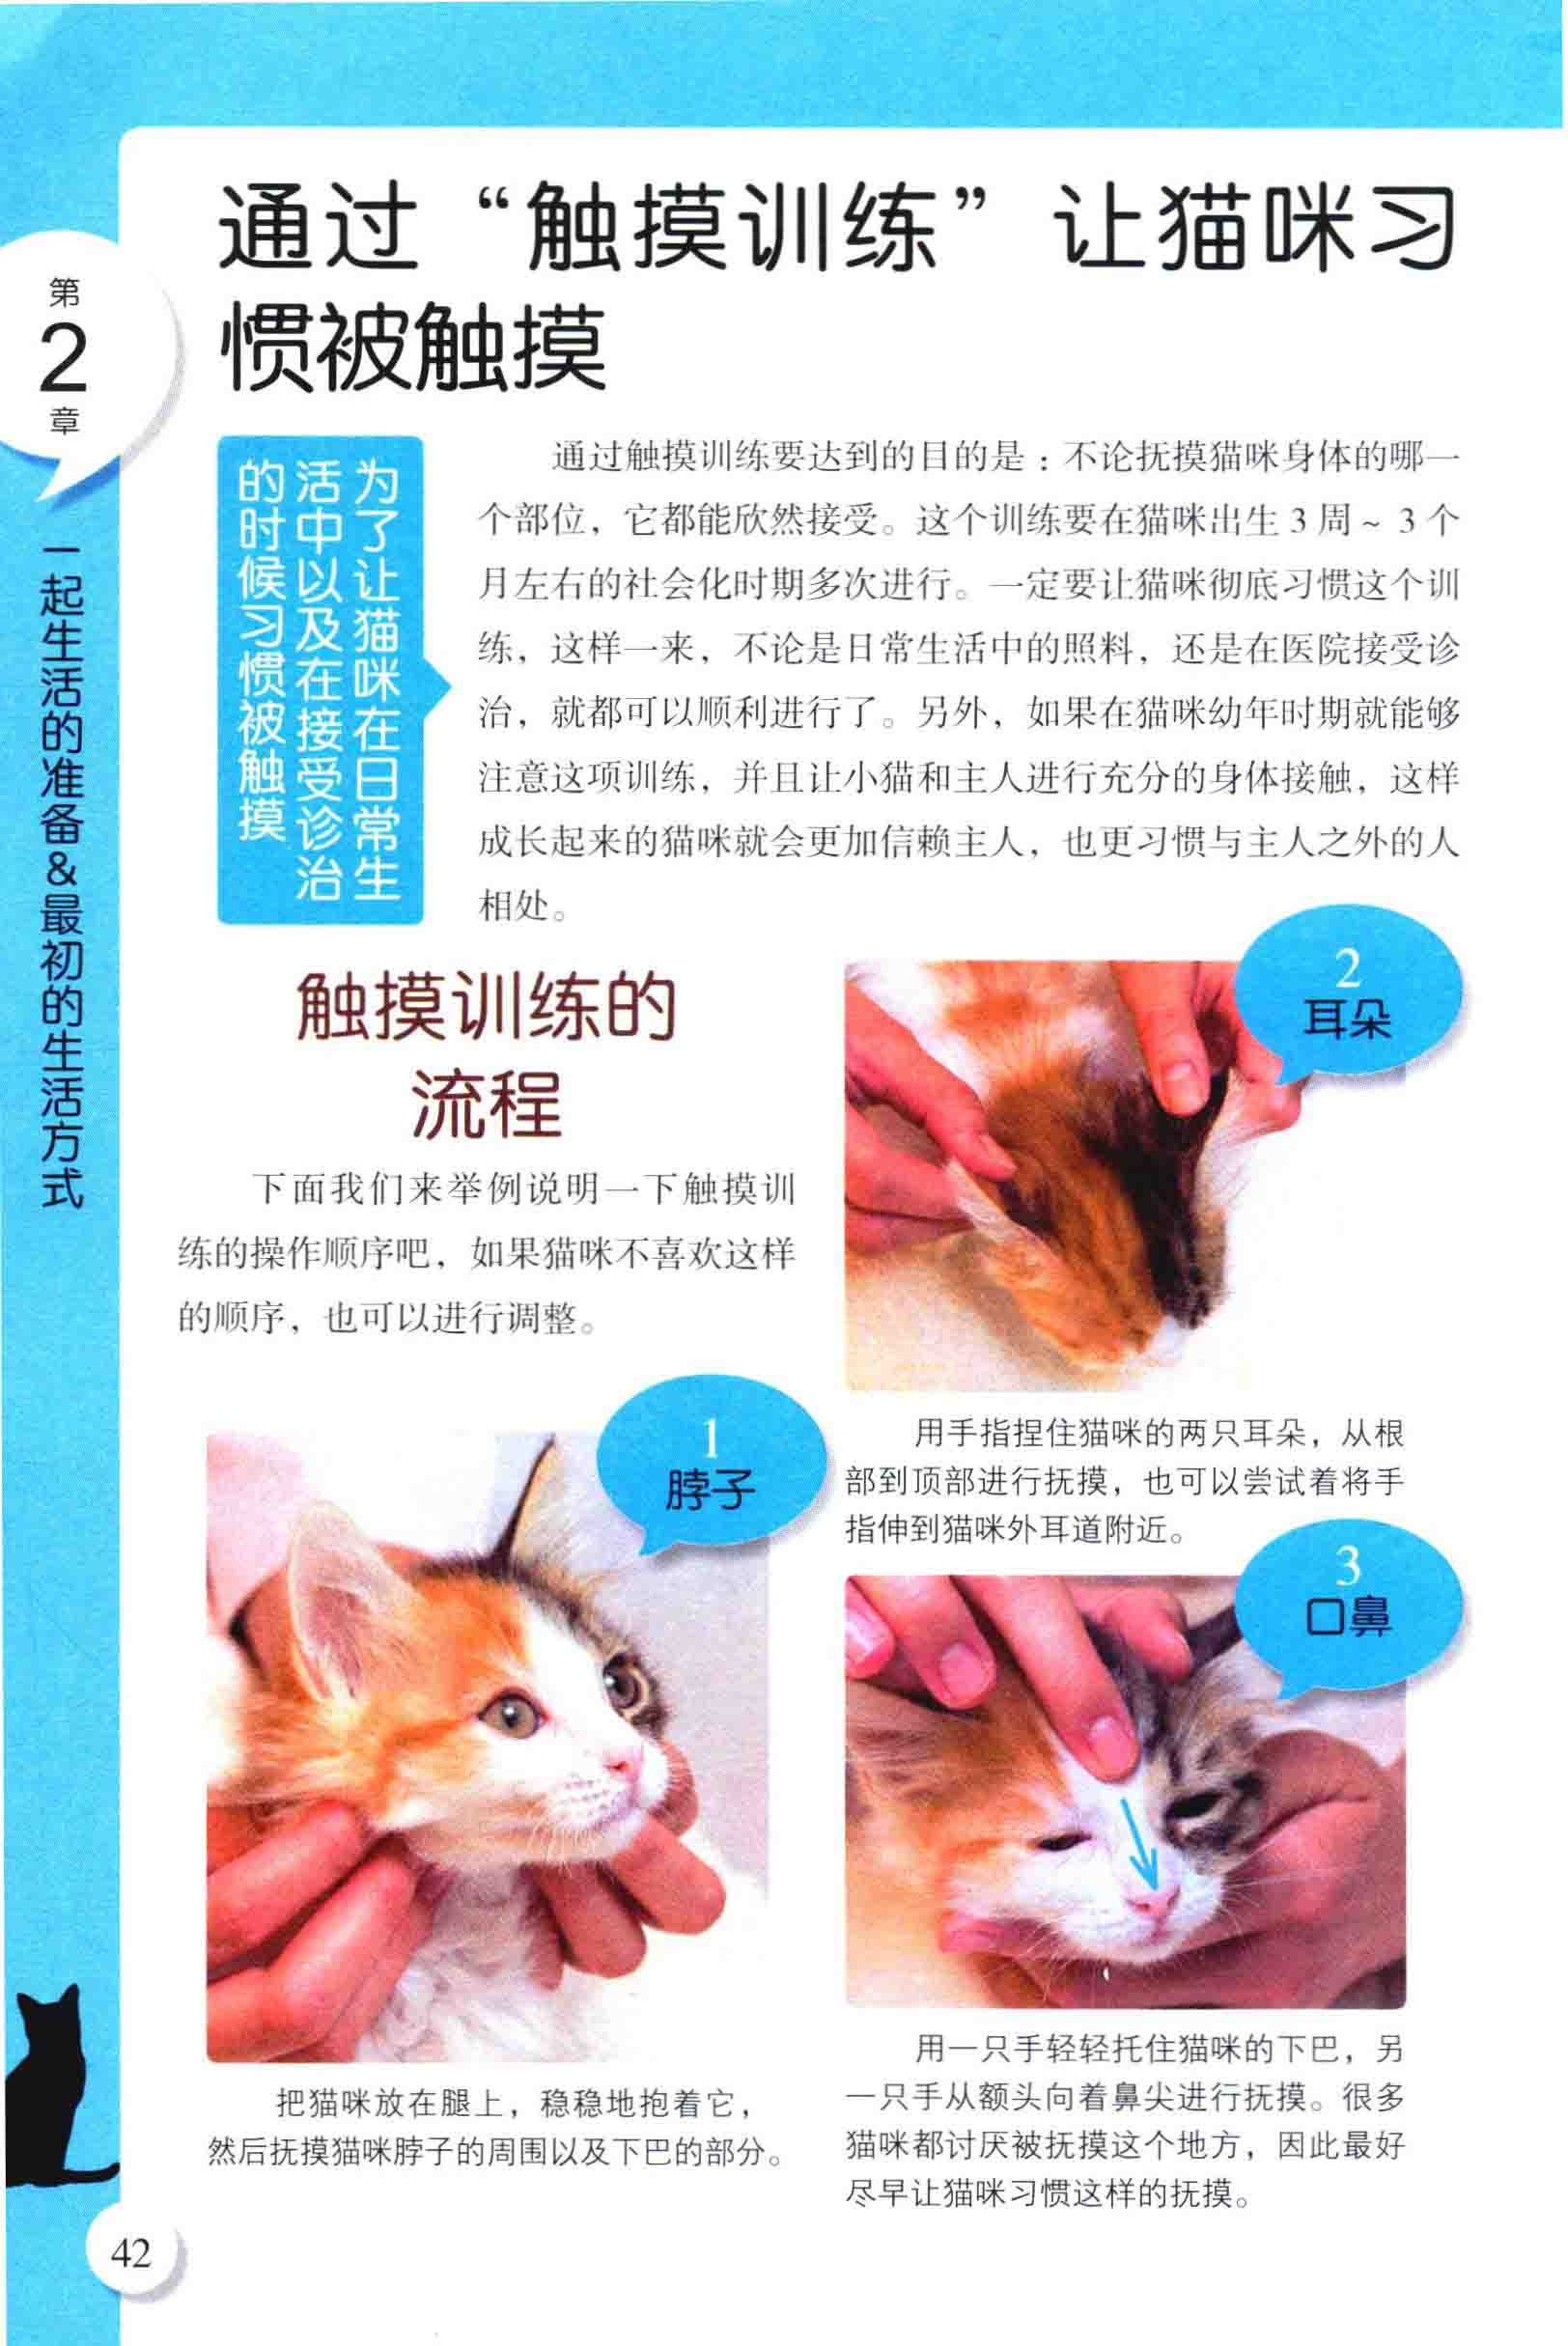 通过“触摸训练”让猫咪习
惯被触摸
第
2
章
一起生活的准备&最初的生活方式
为了让猫咪在日常生
活中以及在接受诊治
的时候习惯被触摸
通过触摸训练要达到的目的是：不论抚摸猫咪身体的哪一
个部位，它都能欣然接受。这个训练要在猫咪出生3周~3个
月左右的社会化时期多次进行。一定要让猫咪彻底习惯这个训
练，这样一来，不论是日常生活中的照料，还是在医院接受诊
治，就都可以顺利进行了。另外，如果在猫咪幼年时期就能够
注意这项训练，并且让小猫和主人进行充分的身体接触，这样
成长起来的猫咪就会更加信赖主人，也更习惯与主人之外的人
相处。
触摸训练的
流程
下面我们来举例说明一下触摸训
练的操作顺序吧，如果猫咪不喜欢这样
的顺序，也可以进行调整。
1
脖子
把猫咪放在腿上，稳稳地抱着它，
然后抚摸猫咪脖子的周围以及下巴的部分。
2
耳朵
用手指捏住猫咪的两只耳朵，从根
部到顶部进行抚摸，也可以尝试着将手
指伸到猫咪外耳道附近。
3
口鼻
用一只手轻轻托住猫咪的下巴，另
一只手从额头向着鼻尖进行抚摸。很多
猫咪都讨厌被抚摸这个地方，因此最好
尽早让猫咪习惯这样的抚摸。
42